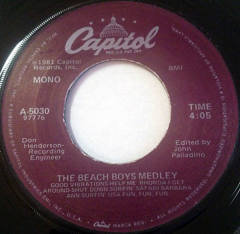 Capitol
© 1981 Capitol
Records, Inc.
MONO
BMI
A-5030
97776
TIME
4:05
Don
Henderson-
Recording
Engineer
Edited by
John
Palladino
THE BEACH BOYS MEDLEY
GOOD VIBRATIONS HELP ME, RHONDA I GET
AROUND SHUT DOWN SURFIN' SAFARI BARBARA
ANN SURFIN' USA FUN, FUN, FUN